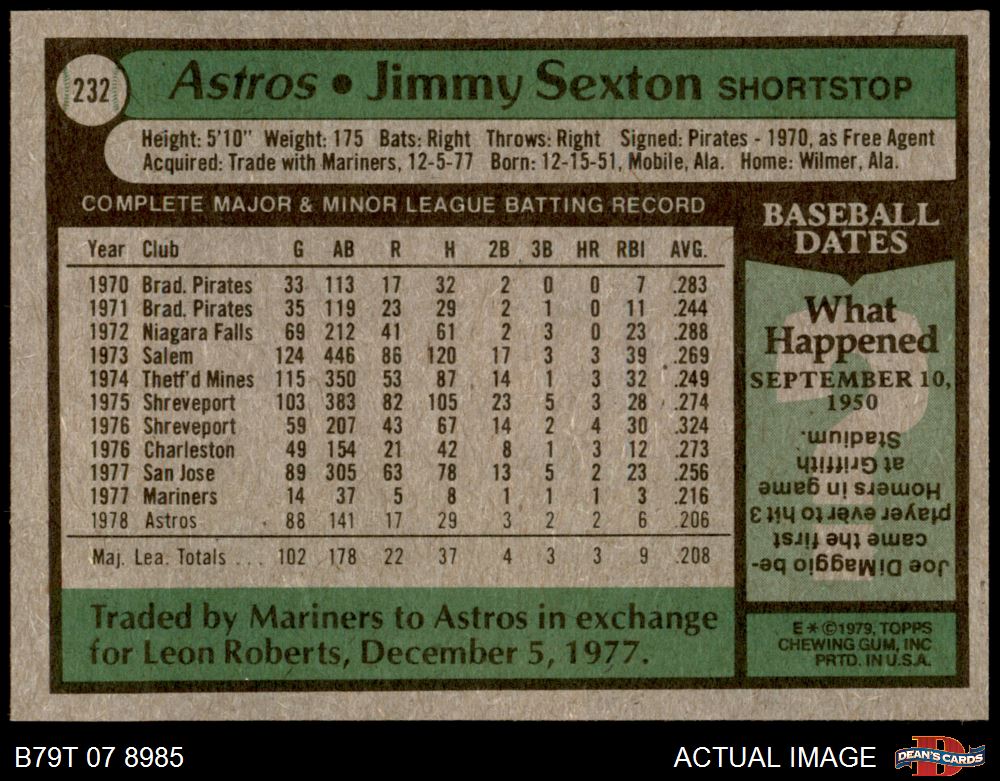 232
Astros • Jimmy Sexton SHORTSTOP
Height: 5'10" Weight: 175 Bats: Right Throws: Right Signed: Pirates - 1970, as Free Agent
Acquired: Trade with Mariners, 12-5-77 Born: 12-15-51, Mobile, Ala. Home: Wilmer, Ala.
COMPLETE MAJOR & MINOR LEAGUE BATTING RECORD
Year Club G AB R H 2B 3B HR RBI AVG.
1970 Brad. Pirates 33 113 17 32 2 0 0 7 .283
1971 Brad. Pirates 35 119 23 29 2 1 0 11 .244
1972 Niagara Falls 69 212 41 61 2 3 0 23 .288
1973 Salem 124 446 86 120 17 3 3 39 .269
1974 Thetf'd Mines 115 350 53 87 14 1 3 32 .249
1975 Shreveport 103 383 82 105 23 5 3 28 .274
1976 Shreveport 59 207 43 67 14 2 4 30 .324
1976 Charleston 49 154 21 42 8 1 3 12 .273
1977 San Jose 89 305 63 78 13 5 2 23 .256
1977 Mariners 14 37 5 8 1 1 1 3 .216
1978 Astros 88 141 17 29 3 2 2 6 .206
Maj. Lea. Totals ... 102 178 22 37 4 3 3 9 .208
Traded by Mariners to Astros in exchange
for Leon Roberts, December 5, 1977.
BASEBALL
DATES
What
Happened
SEPTEMBER 10,
1950
Joe DiMaggio be-
came the first
player ever to hit 3
Homers in game
at Griffith
Stadium.
E * © 1979, TOPPS
CHEWING GUM, INC
PRTD. IN U.S.A.
B79T 07 8985
ACTUAL IMAGE
D
DEAN'S CARDS